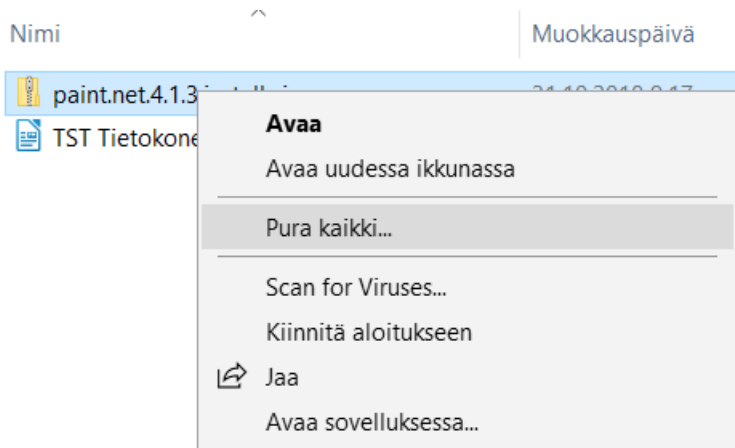 Nimi Muokkauspäivä
paint.net.4.1.3
TST Tietokone
Avaa
Avaa uudessa ikkunassa
Pura kaikki...
Scan for Viruses...
Kiinnitä aloitukseen
Jaa
Avaa sovelluksessa...